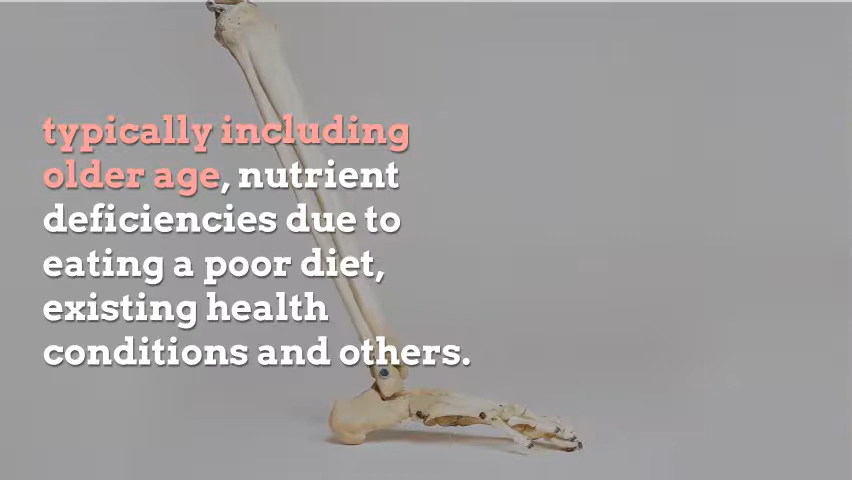 typically including
older age, nutrient
deficiencies due to
eating a poor diet,
existing health
conditions and others.